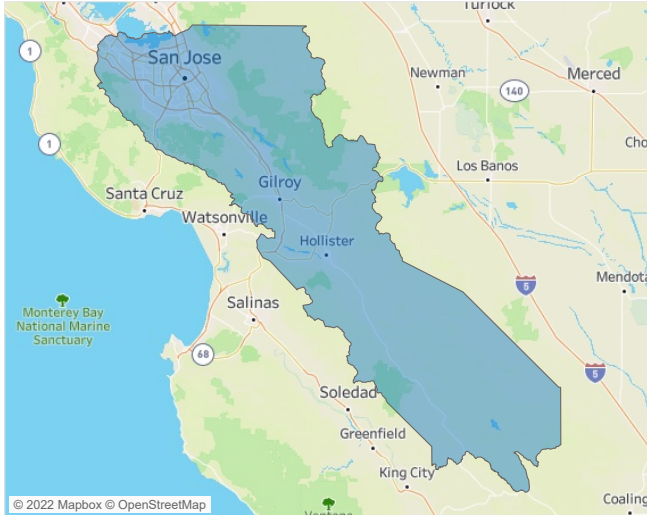 Turlock
1
San Jose
Newman
Merced
140
1
Los Banos
Gilroy
Santa Cruz
Watsonville
Hollister
5
Mendota
Monterey Bay
National Marine
Sanctuary
Salinas
68
5
Soledad
Greenfield
King City
Coaling
© 2022 Mapbox © OpenStreetMap